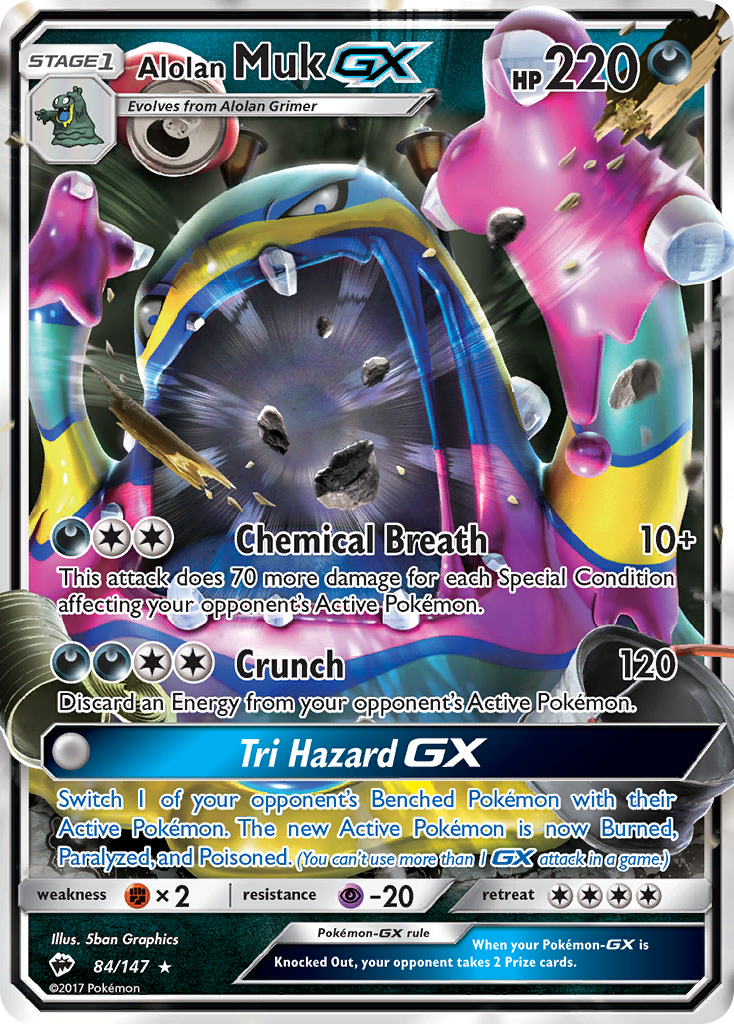 STAGE1 Alolan Muk GX HP 220
Evolves from Alolan Grimer
Chemical Breath 10+
This attack does 70 more damage for each Special Condition
affecting your opponent's Active Pokémon.
Crunch 120
Discard an Energy from your opponent's Active Pokémon.
Tri Hazard GX
Switch 1 of your opponent's Benched Pokémon with their
Active Pokémon. The new Active Pokémon is now Burned,
Paralyzed, and Poisoned. (You can't use more than 1 GX attack in a game.)
weakness ×2 resistance -20 retreat
Illus. 5ban Graphics
84/147 ★
©2017 Pokémon
Pokémon-GX rule
When your Pokémon-GX is
Knocked Out, your opponent takes 2 Prize cards.